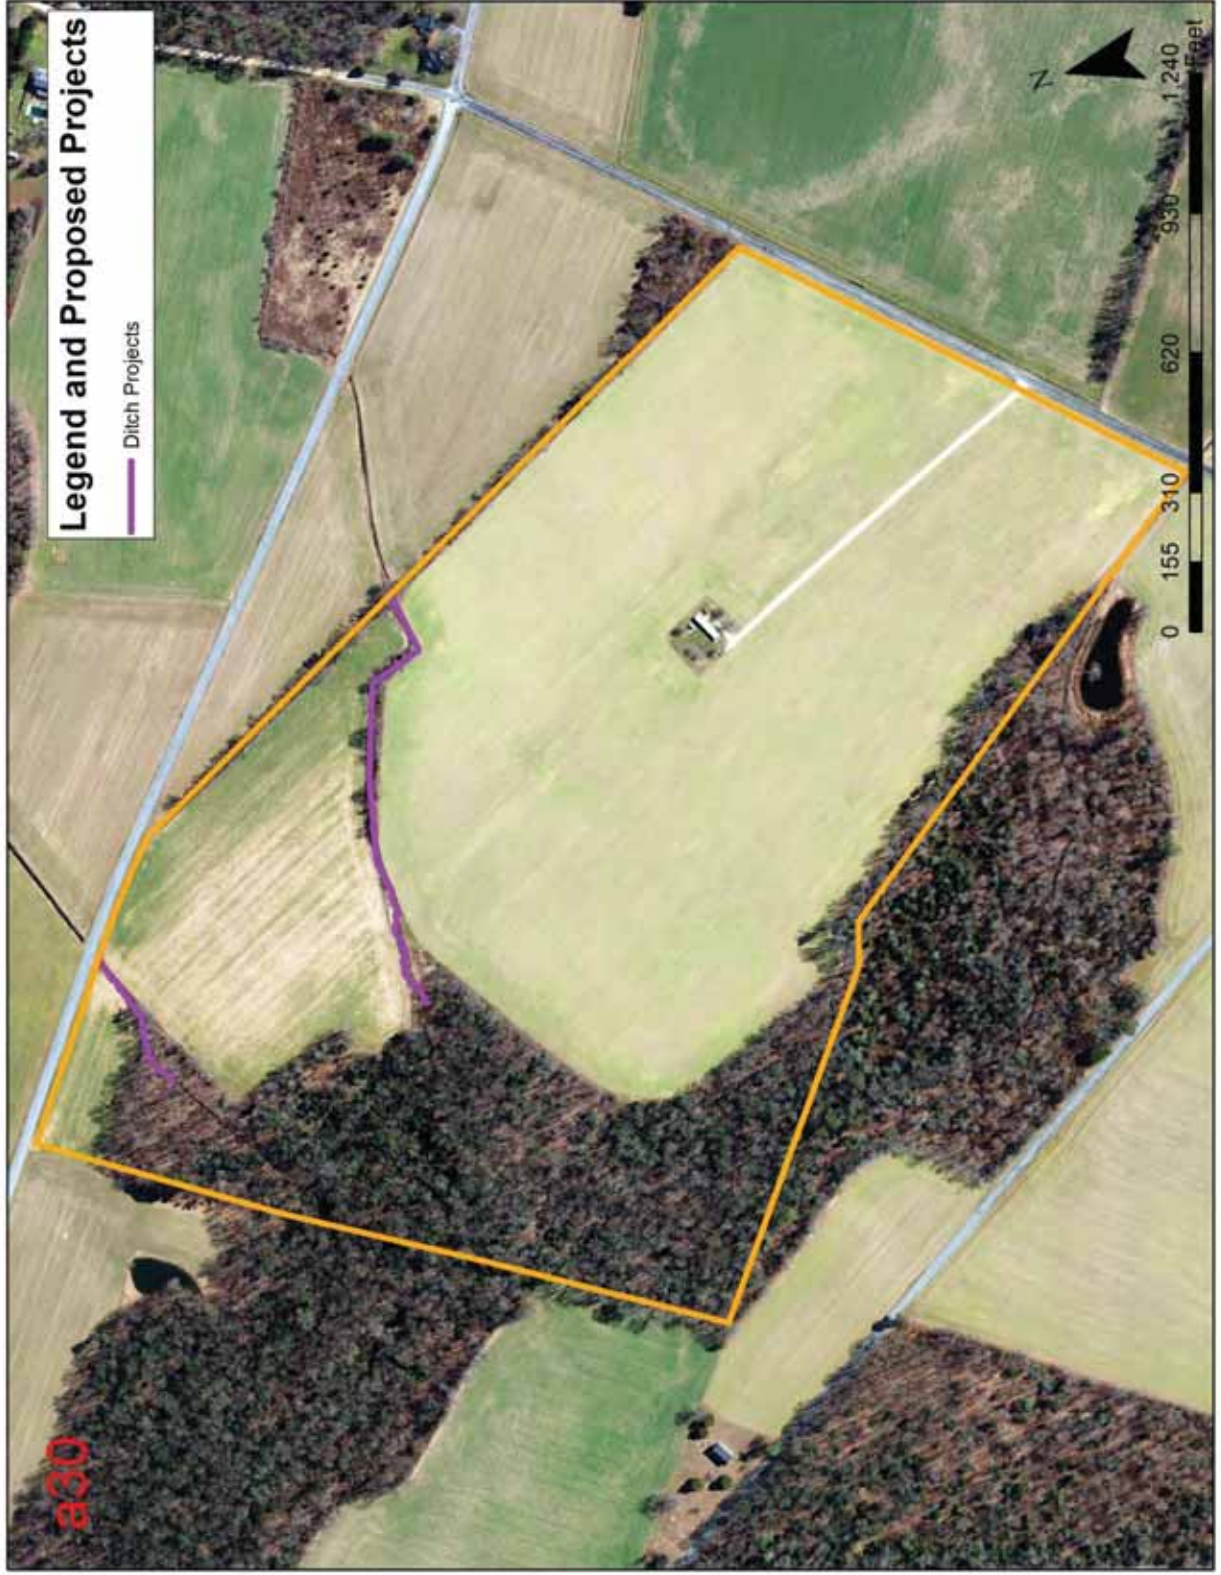 a30
Legend and Proposed Projects
Ditch Projects
N
0 155 310 620 930 1,240
Feet